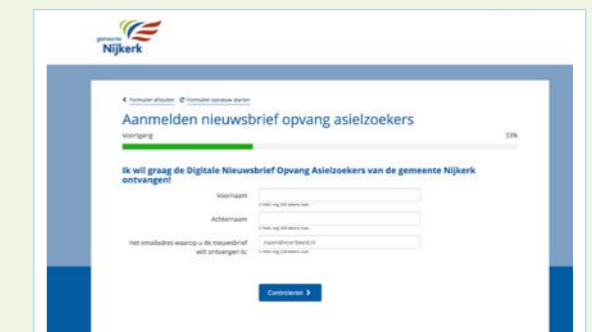 gemeente
Nijkerk
Formulier afsluiten Formulier opnieuw starten
Aanmelden nieuwsbrief opvang asielzoekers
Voortgang 33%
Ik wil graag de Digitale Nieuwsbrief Opvang Asielzoekers van de gemeente Nijkerk
ontvangen!
Voornaam
Achternaam
Het emailadres waarop u de nieuwsbrief naam@voorbeeld.nl
wilt ontvangen is:
Controleren